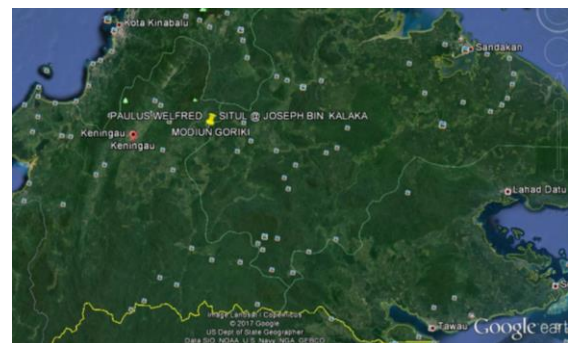 Kota Kinabalu
Sandakan
PAULUS WELFRED SITUL @ JOSEPH BIN KALAKA
Keningau MODIUN GORIKI
Keningau
Lahad Datu
Image Landsat / Copernicus
© 2017 Google
US Dept of State Geographer
Data SIO, NOAA, U.S. Navy, NGA, GEBCO
Tawau Google eart